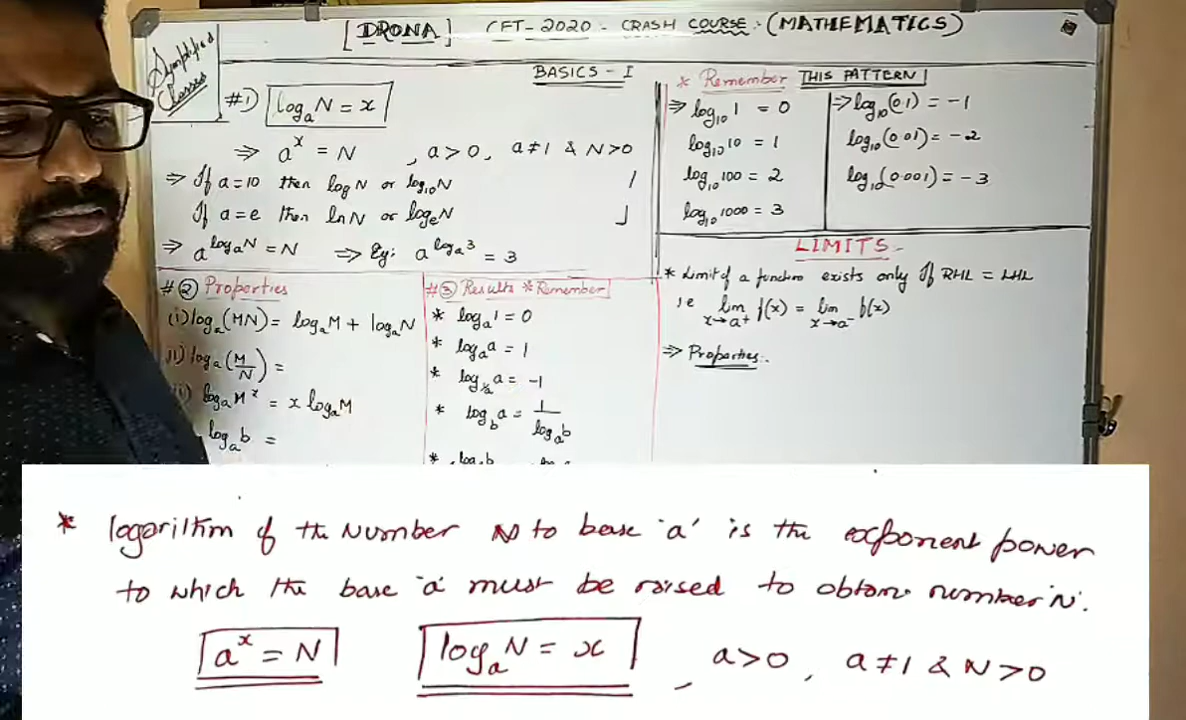 [DRONA] CFT-2020 - CRASH COURSE : (MATHEMATICS)
Simplified
Classes
BASICS - I
#1) logₐN = x
⇒ aˣ = N , a>0, a≠1 & N>0
⇒ If a=10 then log N or log₁₀N
If a=e then ln N or logₑN
⇒ a^(logₐN) = N ⇒ Eg: a^(logₐ3) = 3
#② Properties
(i) logₐ(MN) = logₐM + logₐN
ii) logₐ(M/N) =
logₐMˣ = x logₐM
logₐb =
#③ Results * Remember
* logₐ1 = 0
* logₐa = 1
* log_(1/a) a = -1
* log_b a = 1/(logₐb)
* Remember THIS PATTERN
⇒ log₁₀1 = 0
log₁₀10 = 1
log₁₀100 = 2
log₁₀1000 = 3
⇒ log₁₀(0.1) = -1
log₁₀(0.01) = -2
log₁₀(0.001) = -3
LIMITS -
* Limit of a function exists only If RHL = LHL
ie lim x→a⁺ f(x) = lim x→a⁻ f(x)
⇒ Properties:-
* logarithm of the Number N to base 'a' is the exponent power
to which the base 'a' must be raised to obtain number 'N'.
aˣ = N logₐN = x , a>0, a≠1 & N>0